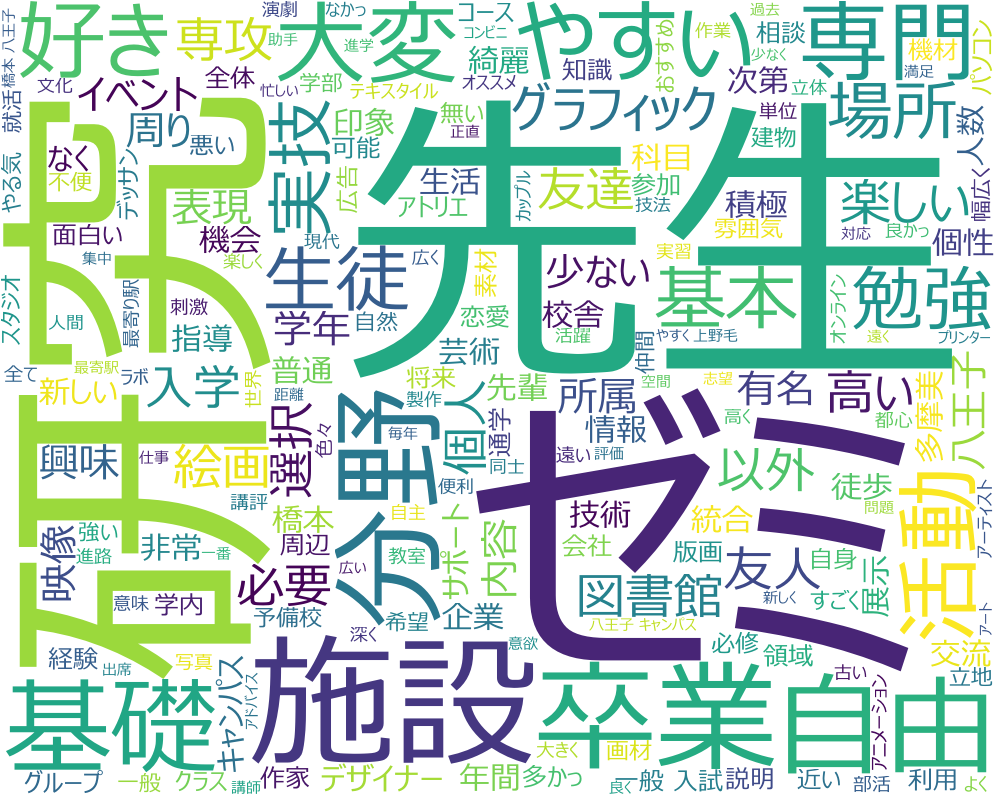 演劇
なかっ
コース
コンビニ
過去
作業
好き
専攻
助手
進学
大変
綺麗
やすい
おすすめ
相談
専門
機材
満足
パソコン
橋本 八王子
文化
全体
学部
オススメ
知識
少なく
次第
立体
就活
イベント
テキスタイル
グラフィック
単位
場所
人数
周り
実技
印象
無い
正直
建物
忙しい
悪い
可能
なく
やる気
不便
デッサン
表現
広告
生活
アトリエ
カップル
友達
科目
参加
技法
積極
楽しい
幅広く
面白い
機会
現代
雰囲気
対応
良かっ
個性
集中
楽しく
生徒
広く
素材
少ない
実習
基本
勉強
オンライン
スタジオ
人間
最寄り駅
刺激
学年
自然
恋愛
校舎
活躍
仲間
やすく
上野毛
プリンター
指導
研究
先生
芸術
遠く
全て
最寄駅
ラボ
普通
将来
先輩
空間
志望
新しい
入学
世界
距離
製作
所属
有名
高い
都心
多摩美
八王子
選択
分野
個人
毎年
通学
情報
高く
興味
絵画
色々
同士
遠い
評価
ゼミ
以外
活動
仕事
講評
便利
徒歩
問題
アーティスト
映像
強い
橋本
自主
サポート
技術
統合
進路
非常
一番
周辺
教室
内容
会社
版画
自身
意味
学内
必要
広い
図書館
友人
すごく
展示
予備校
希望
企業
新しく
アート
経験
出席
写真
深く
意欲
八王子 キャンパス
必修
領域
交流
基礎
キャンパス
アドバイス
施設
卒業
自由
古い
立地
アニメーション
大きく
画材
グループ
一般
クラス
講師
作家
デザイナー
年間
多かっ
良く
一般
入試
説明
近い
部活
利用
よく